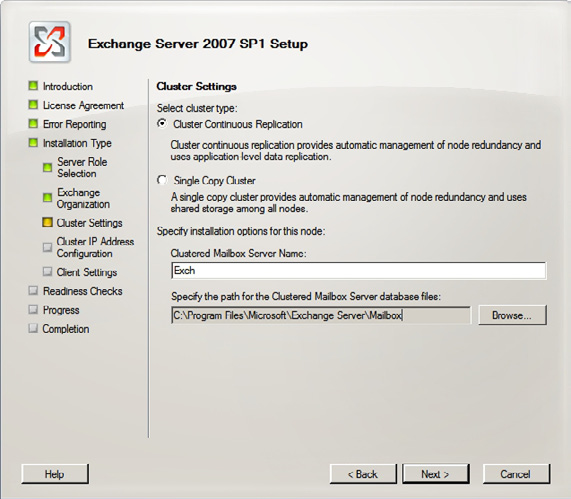 Exchange Server 2007 SP1 Setup
Introduction
License Agreement
Error Reporting
Installation Type
Server Role
Selection
Exchange
Organization
Cluster Settings
Cluster IP Address
Configuration
Client Settings
Readiness Checks
Progress
Completion
Cluster Settings
Select cluster type:
Cluster Continuous Replication
Cluster continuous replication provides automatic management of node redundancy and
uses application level data replication.
Single Copy Cluster
A single copy cluster provides automatic management of node redundancy and uses
shared storage among all nodes.
Specify installation options for this node:
Clustered Mailbox Server Name:
Exch
Specify the path for the Clustered Mailbox Server database files:
C:\Program Files\Microsoft\Exchange Server\Mailbox
Browse...
Help
< Back
Next >
Cancel